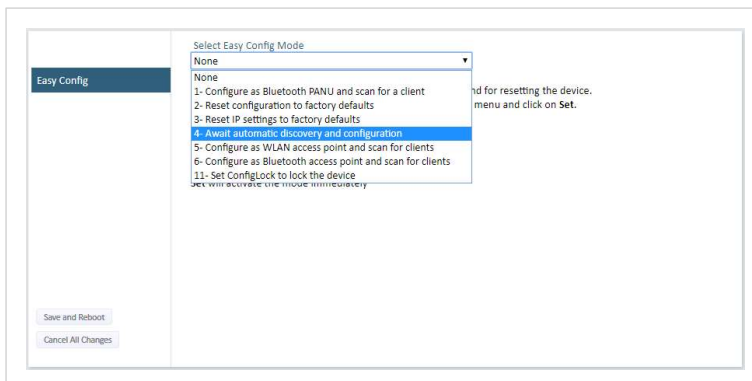 Select Easy Config Mode
None
Easy Config
None
1- Configure as Bluetooth PANU and scan for a client
nd for resetting the device.
2- Reset configuration to factory defaults
menu and click on Set.
3- Reset IP settings to factory defaults
4- Await automatic discovery and configuration
5- Configure as WLAN access point and scan for clients
6- Configure as Bluetooth access point and scan for clients
11- Set ConfigLock to lock the device
Set will activate the mode immediately
Save and Reboot
Cancel All Changes